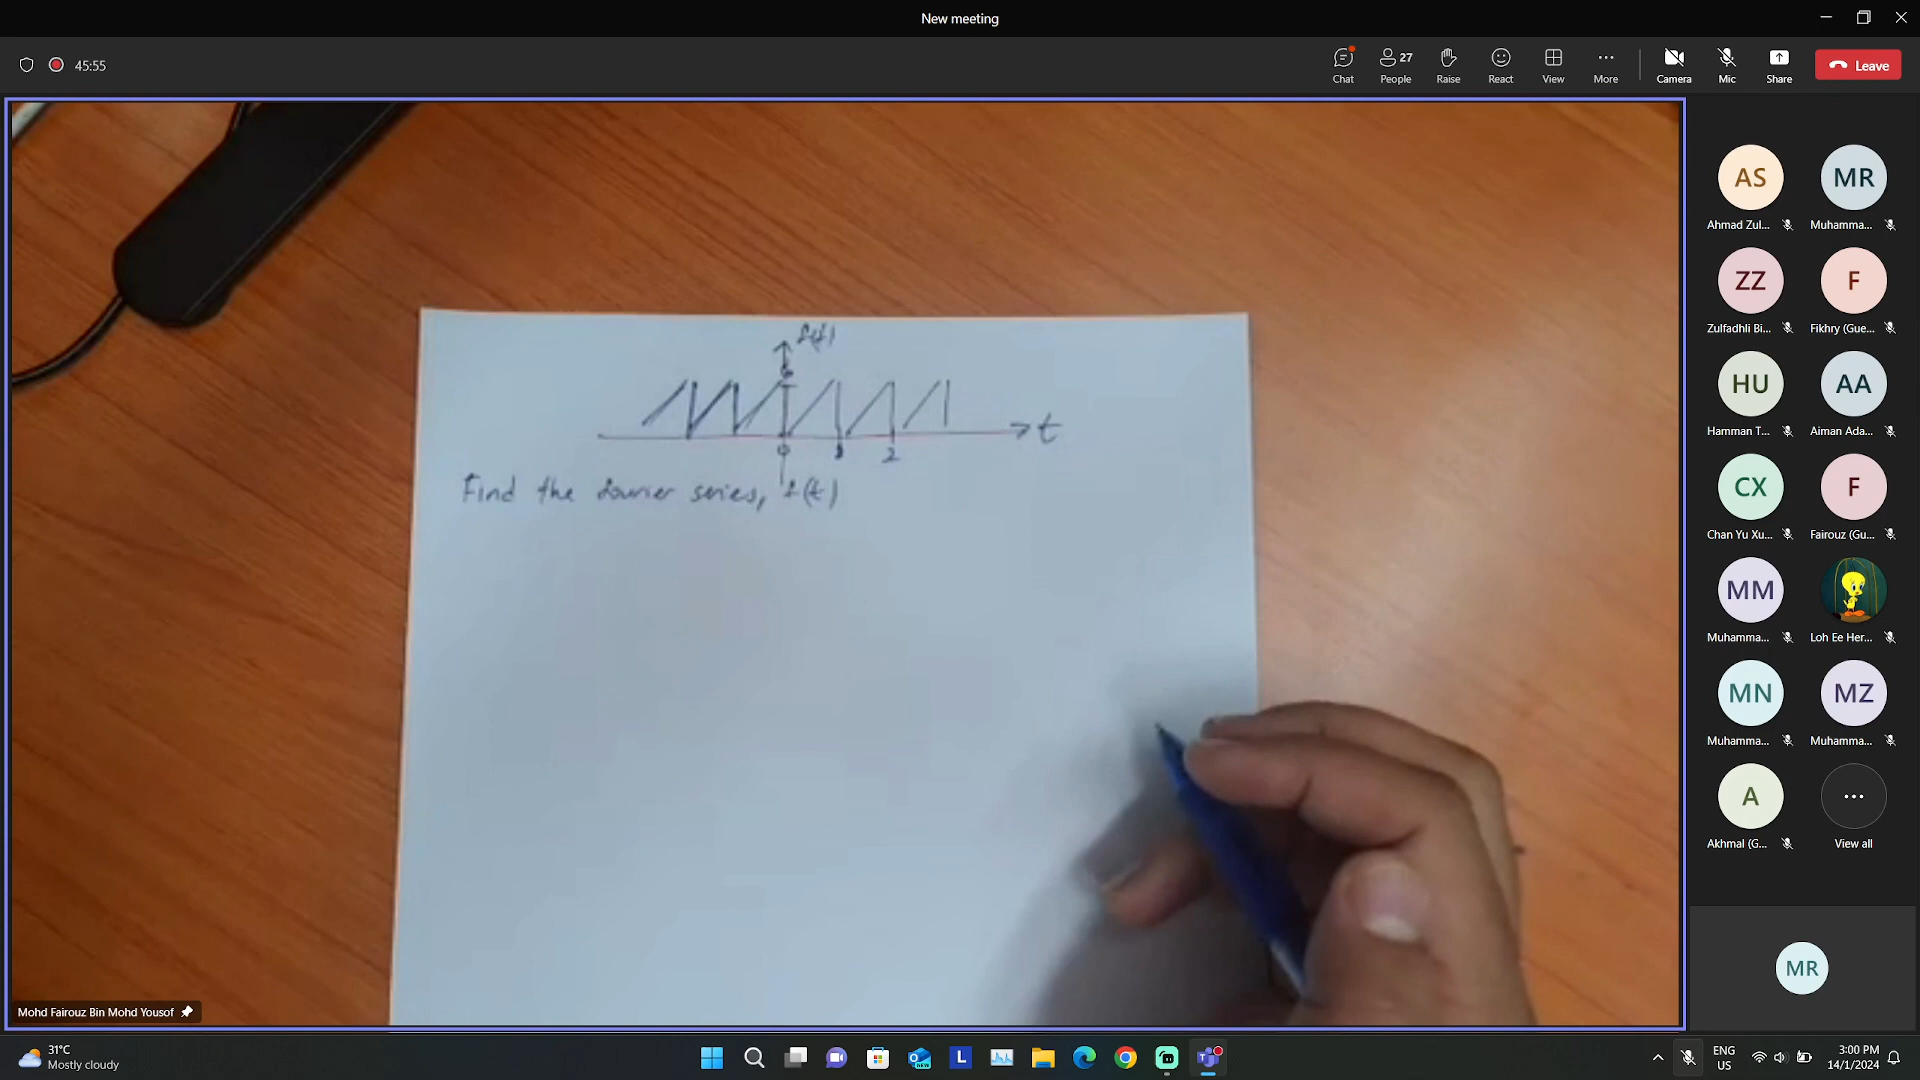 New meeting
45:55
Chat
27
People
Raise
React
View
More
Camera
Mic
Share
Leave
f(t)
t
0
2
Find the fourier series, f(t)
AS
Ahmad Zul...
MR
Muhamma...
ZZ
Zulfadhli Bi...
F
Fikhry (Gue...
HU
Hamman T...
AA
Aiman Ada...
CX
Chan Yu Xu...
F
Fairouz (Gu...
MM
Muhamma...
Loh Ee Her...
MN
Muhamma...
MZ
Muhamma...
A
Akhmal (G...
View all
MR
Mohd Fairouz Bin Mohd Yousof
31°C
Mostly cloudy
NEW
L
ENG
US
3:00 PM
14/1/2024